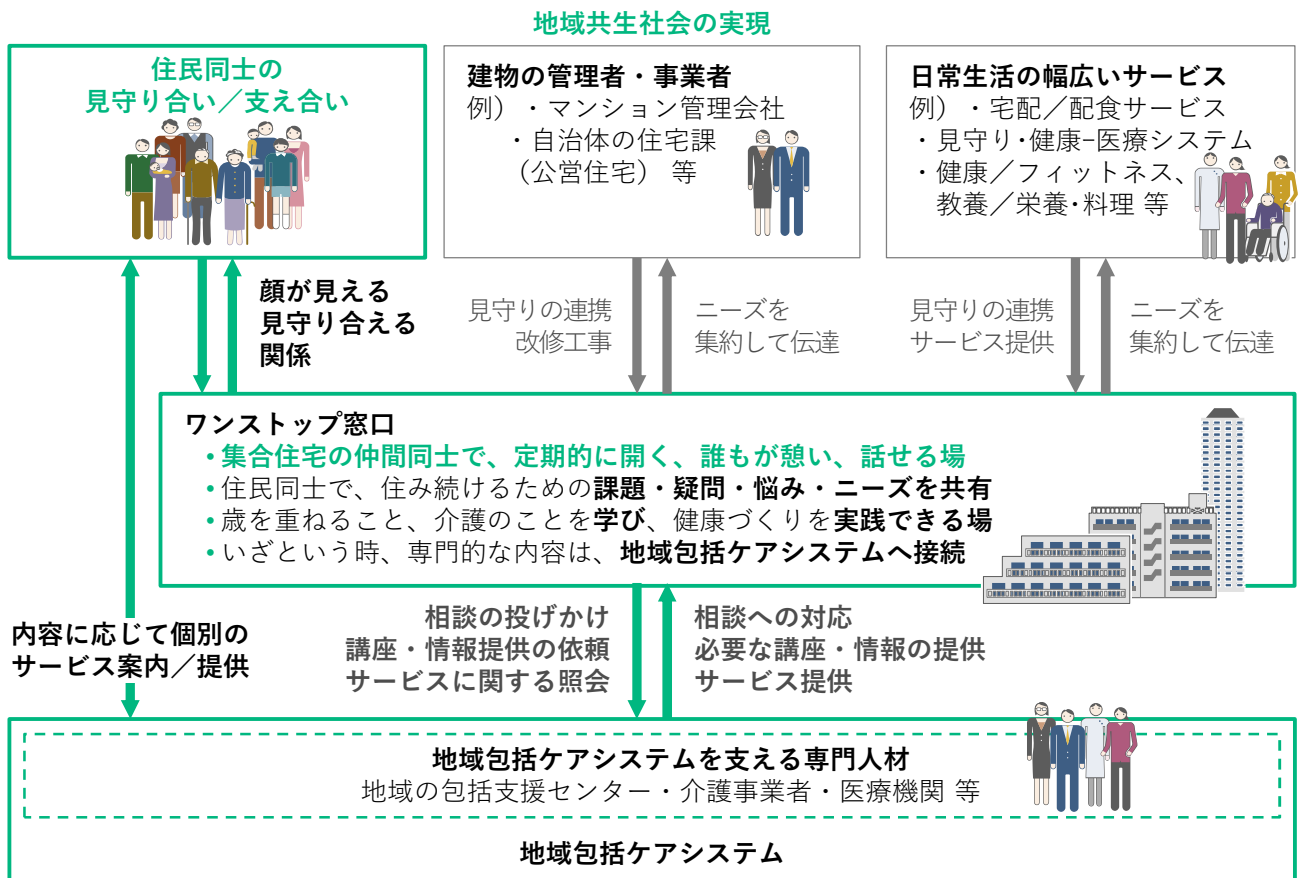 地域共生社会の実現
住民同士の
見守り合い／支え合い
建物の管理者・事業者
例）・マンション管理会社
・自治体の住宅課
（公営住宅） 等
日常生活の幅広いサービス
例）・宅配／配食サービス
・見守り・健康−医療システム
・健康／フィットネス、
教養／栄養・料理 等
顔が見える
見守り合える
関係
見守りの連携
改修工事
ニーズを
集約して伝達
見守りの連携
サービス提供
ニーズを
集約して伝達
ワンストップ窓口
• 集合住宅の仲間同士で、定期的に開く、誰もが憩い、話せる場
• 住民同士で、住み続けるための課題・疑問・悩み・ニーズを共有
• 歳を重ねること、介護のことを学び、健康づくりを実践できる場
• いざという時、専門的な内容は、地域包括ケアシステムへ接続
内容に応じて個別の
サービス案内／提供
相談の投げかけ
講座・情報提供の依頼
サービスに関する照会
相談への対応
必要な講座・情報の提供
サービス提供
地域包括ケアシステムを支える専門人材
地域の包括支援センター・介護事業者・医療機関 等
地域包括ケアシステム